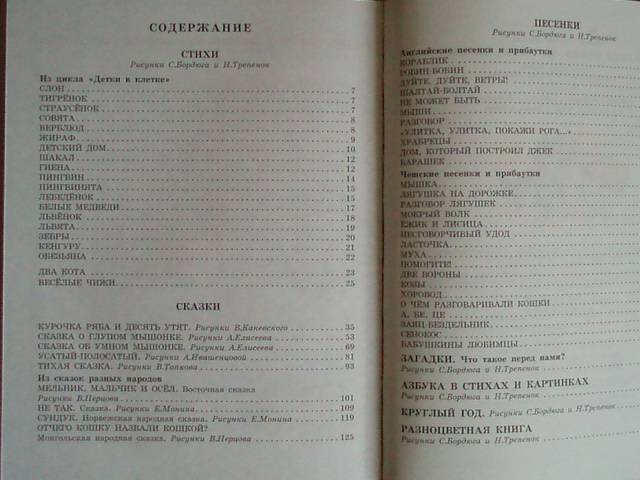 СОДЕРЖАНИЕ
СТИХИ
Рисунки С.Бордюга и Н.Трепенок
Из цикла «Детки в клетке»
СЛОН 7
ТИГРЁНОК 7
СТРАУСЁНОК 7
СОВЯТА 8
ВЕРБЛЮД 8
ЖИРАФ 9
ДЕТСКИЙ ДОМ 10
ШАКАЛ 12
ГИЕНА 12
ПИНГВИН 14
ПИНГВИНЯТА 15
ЛЕБЕДЁНОК 15
БЕЛЫЕ МЕДВЕДИ 17
ЛЬВЁНОК 18
ЛЬВЯТА 19
ЗЕБРЫ 20
КЕНГУРУ 21
ОБЕЗЬЯНА 22
ДВА КОТА 23
ВЕСЁЛЫЕ ЧИЖИ 25
СКАЗКИ
КУРОЧКА РЯБА И ДЕСЯТЬ УТЯТ. Рисунки В.Каневского 35
СКАЗКА О ГЛУПОМ МЫШОНКЕ. Рисунки А.Елисеева 53
СКАЗКА ОБ УМНОМ МЫШОНКЕ. Рисунки А.Елисеева 69
УСАТЫЙ-ПОЛОСАТЫЙ. Рисунки А.Ивашенцовой 81
ТИХАЯ СКАЗКА. Рисунки В.Топкова 93
Из сказок разных народов
МЕЛЬНИК, МАЛЬЧИК И ОСЁЛ. Восточная сказка
Рисунки В.Перцова 101
НЕ ТАК. Сказка. Рисунки Е.Монина 109
СУНДУК. Норвежская народная сказка. Рисунки Е.Монина 119
ОТЧЕГО КОШКУ НАЗВАЛИ КОШКОЙ?
Монгольская народная сказка. Рисунки В.Перцова 125
ПЕСЕНКИ
Рисунки С.Бордюга и Н.Трепенок
Английские песенки и прибаутки
КОРАБЛИК
РОБИН-БОБИН
ДУЙТЕ, ДУЙТЕ, ВЕТРЫ!
ШАЛТАЙ-БОЛТАЙ
НЕ МОЖЕТ БЫТЬ
МЫШИ
РАЗГОВОР
«УЛИТКА, УЛИТКА, ПОКАЖИ РОГА...»
ХРАБРЕЦЫ
ДОМ, КОТОРЫЙ ПОСТРОИЛ ДЖЕК
БАРАШЕК
Чешские песенки и прибаутки
МЫШКА
ЛЯГУШКА НА ДОРОЖКЕ
РАЗГОВОР ЛЯГУШЕК
МОКРЫЙ ВОЛК
ЁЖИК И ЛИСИЦА
НЕСГОВОРЧИВЫЙ УДОД
ЛАСТОЧКА
МУХА
ПОМОГИТЕ!
ДВЕ ВОРОНЫ
КОЗЫ
ХОРОВОД
О ЧЁМ РАЗГОВАРИВАЛИ КОШКИ
А, БЕ, ЦЕ
ЗАЯЦ-БЕЗДЕЛЬНИК
СЕНОКОС
БАБУШКИНЫ ЛЮБИМЦЫ
ЗАГАДКИ. Что такое перед нами?
Рисунки С.Бордюга и Н.Трепенок
АЗБУКА В СТИХАХ И КАРТИНКАХ
Рисунки С.Бордюга и Н.Трепенок
КРУГЛЫЙ ГОД. Рисунки С.Бордюга и Н.Трепенок
РАЗНОЦВЕТНАЯ КНИГА
Рисунки С.Бордюга и Н.Трепенок